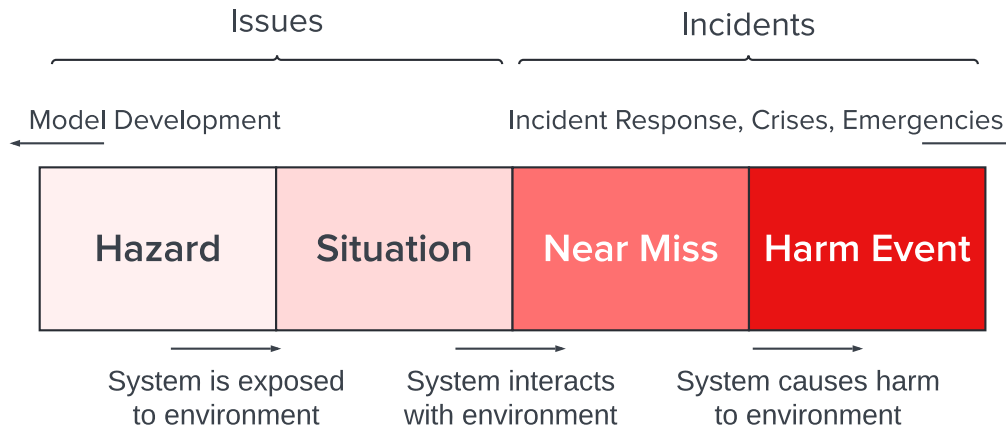 Issues
Incidents
Model Development
Incident Response, Crises, Emergencies
Hazard
Situation
Near Miss
Harm Event
System is exposed
to environment
System interacts
with environment
System causes harm
to environment